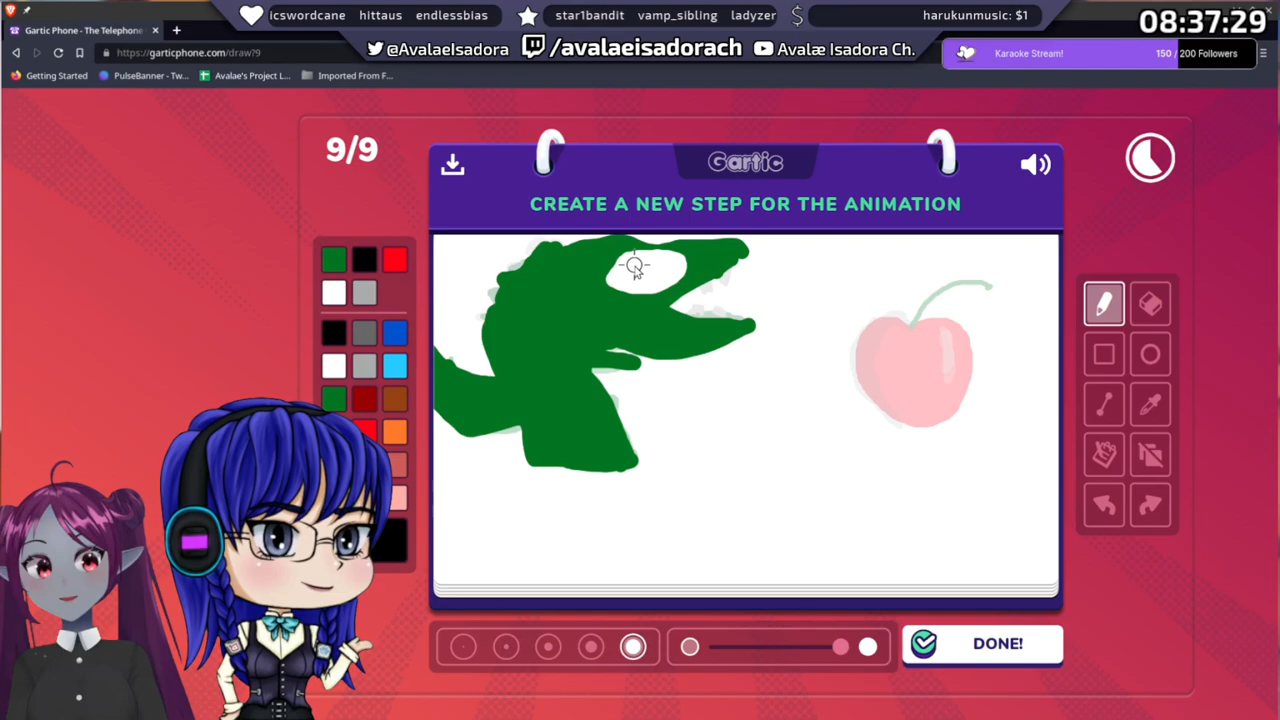 icswordcane hittaus endlessbias star1bandit vamp_sibling ladyzer harukunmusic: $1
08:37:29
Gartic Phone - The Telephone
@AvalaeIsadora /avalaeisadorach Avalæ Isadora Ch.
https://garticphone.com/draw?9
Karaoke Stream! 150 / 200 Followers
Getting Started PulseBanner - Tw... Avalae's Project L... Imported From F...
9/9
Gartic
CREATE A NEW STEP FOR THE ANIMATION
DONE!